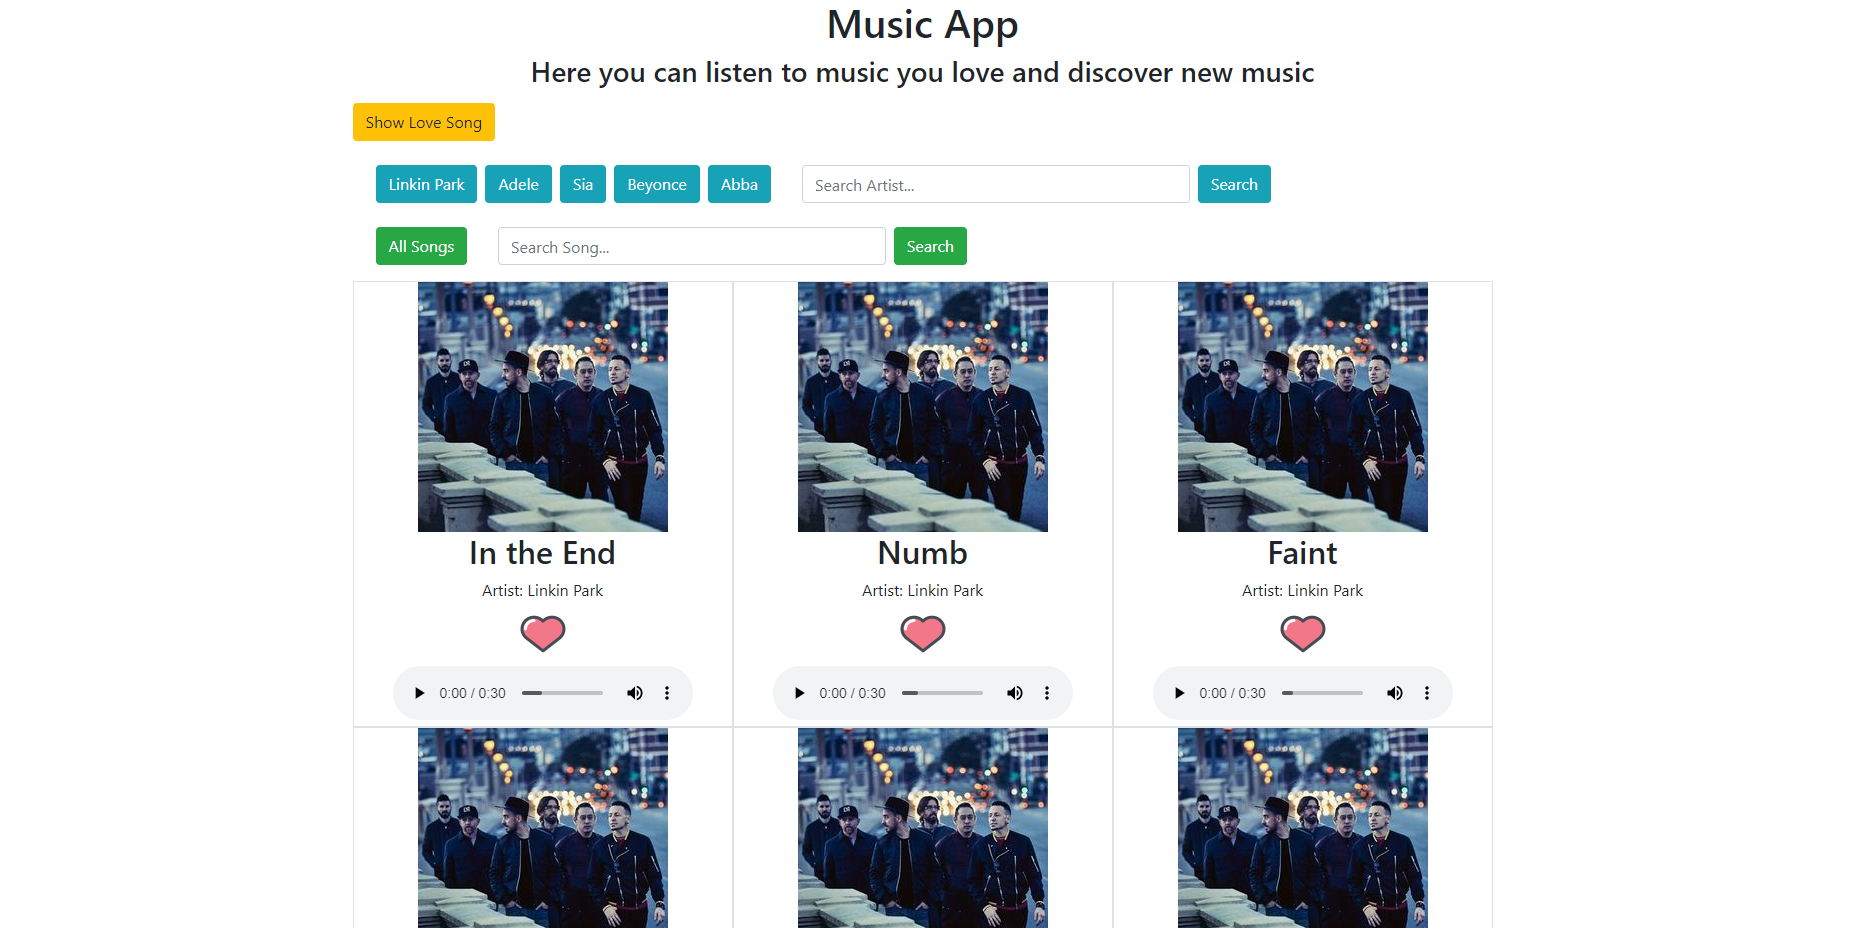 Music App
Here you can listen to music you love and discover new music
Show Love Song
Linkin Park Adele Sia Beyonce Abba Search Artist... Search
All Songs Search Song... Search
In the End Numb Faint
Artist: Linkin Park Artist: Linkin Park Artist: Linkin Park
0:00 / 0:30 0:00 / 0:30 0:00 / 0:30